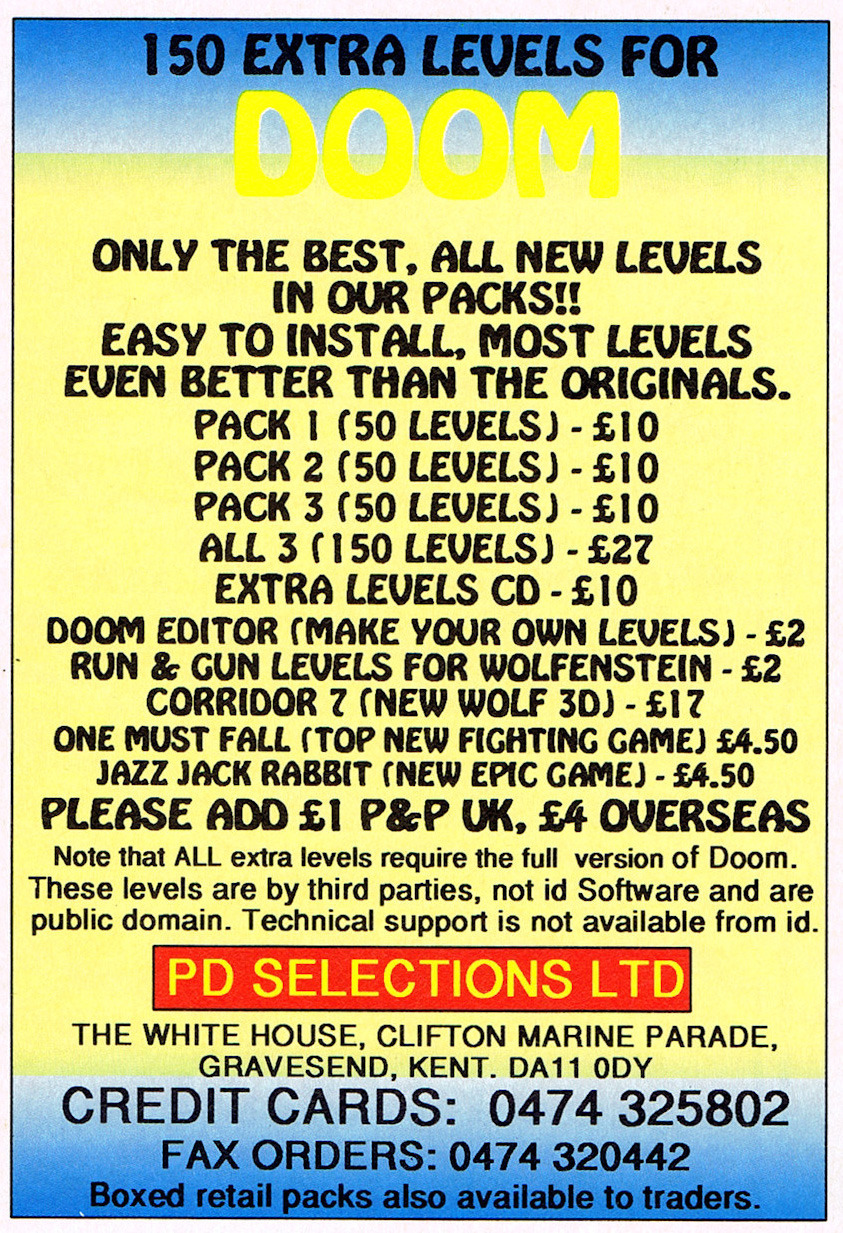 150 EXTRA LEVELS FOR
DOOM
ONLY THE BEST, ALL NEW LEVELS
IN OUR PACKS!!
EASY TO INSTALL, MOST LEVELS
EVEN BETTER THAN THE ORIGINALS.
PACK 1 (50 LEVELS) - £10
PACK 2 (50 LEVELS) - £10
PACK 3 (50 LEVELS) - £10
ALL 3 (150 LEVELS) - £27
EXTRA LEVELS CD - £10
DOOM EDITOR (MAKE YOUR OWN LEVELS) - £2
RUN & GUN LEVELS FOR WOLFENSTEIN - £2
CORRIDOR 7 (NEW WOLF 3D) - £17
ONE MUST FALL (TOP NEW FIGHTING GAME) £4.50
JAZZ JACK RABBIT (NEW EPIC GAME) - £4.50
PLEASE ADD £1 P&P UK, £4 OVERSEAS
Note that ALL extra levels require the full version of Doom.
These levels are by third parties, not id Software and are
public domain. Technical support is not available from id.
PD SELECTIONS LTD
THE WHITE HOUSE, CLIFTON MARINE PARADE,
GRAVESEND, KENT. DA11 0DY
CREDIT CARDS: 0474 325802
FAX ORDERS: 0474 320442
Boxed retail packs also available to traders.